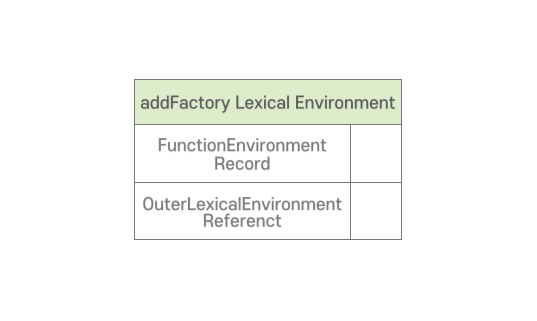 addFactory Lexical Environment
FunctionEnvironment
Record
OuterLexicalEnvironment
Referenct